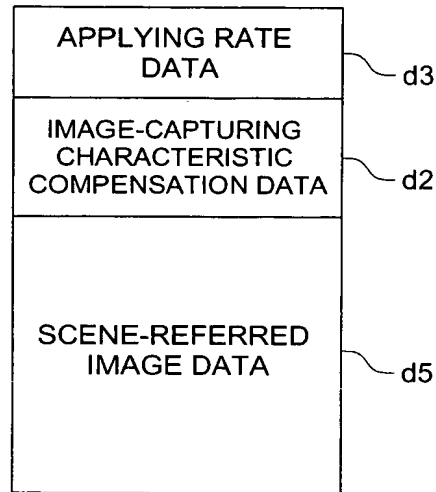 APPLYING RATE
DATA
d3
IMAGE-CAPTURING
CHARACTERISTIC
COMPENSATION DATA
d2
SCENE-REFERRED
IMAGE DATA
d5